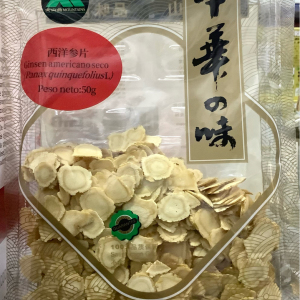 西洋参片
Ginseng americano seco
(Panax quinquefolius L.)
Peso neto:50g
中華の味